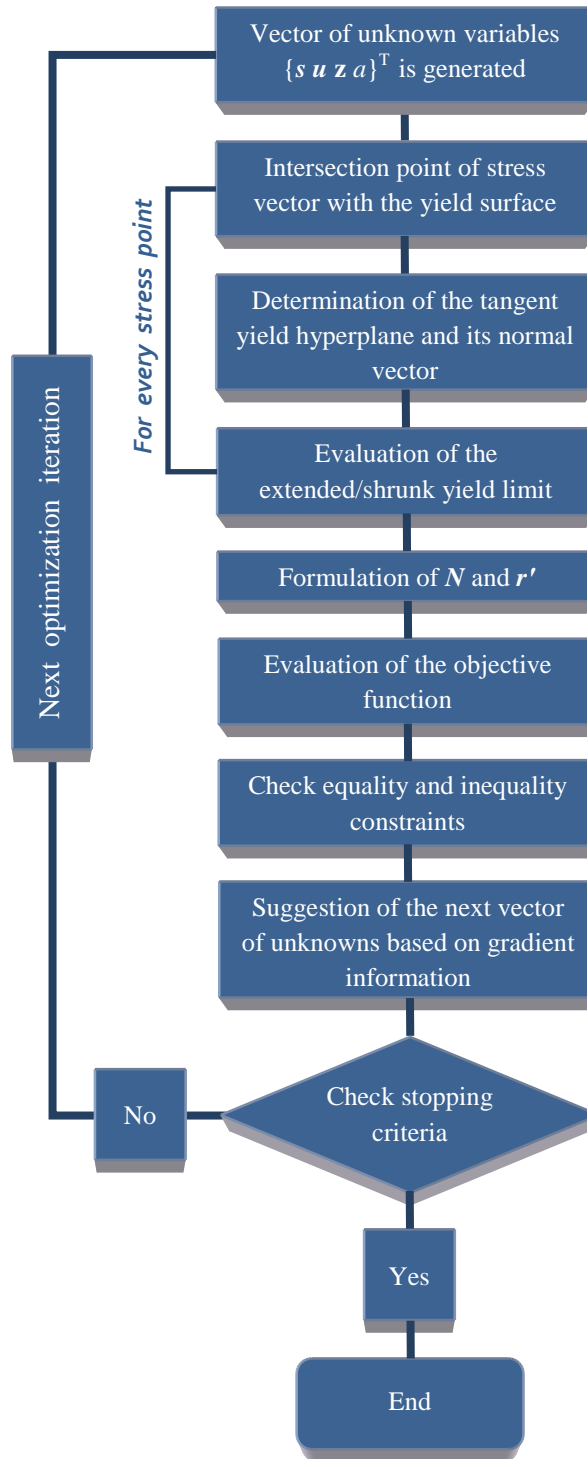 Vector of unknown variables
{s u z a}ᵀ is generated
Intersection point of stress
vector with the yield surface
For every stress point
Determination of the tangent
yield hyperplane and its normal
vector
Evaluation of the
extended/shrunk yield limit
Next optimization iteration
Formulation of N and r'
Evaluation of the objective
function
Check equality and inequality
constraints
Suggestion of the next vector
of unknowns based on gradient
information
Check stopping
criteria
No
Yes
End